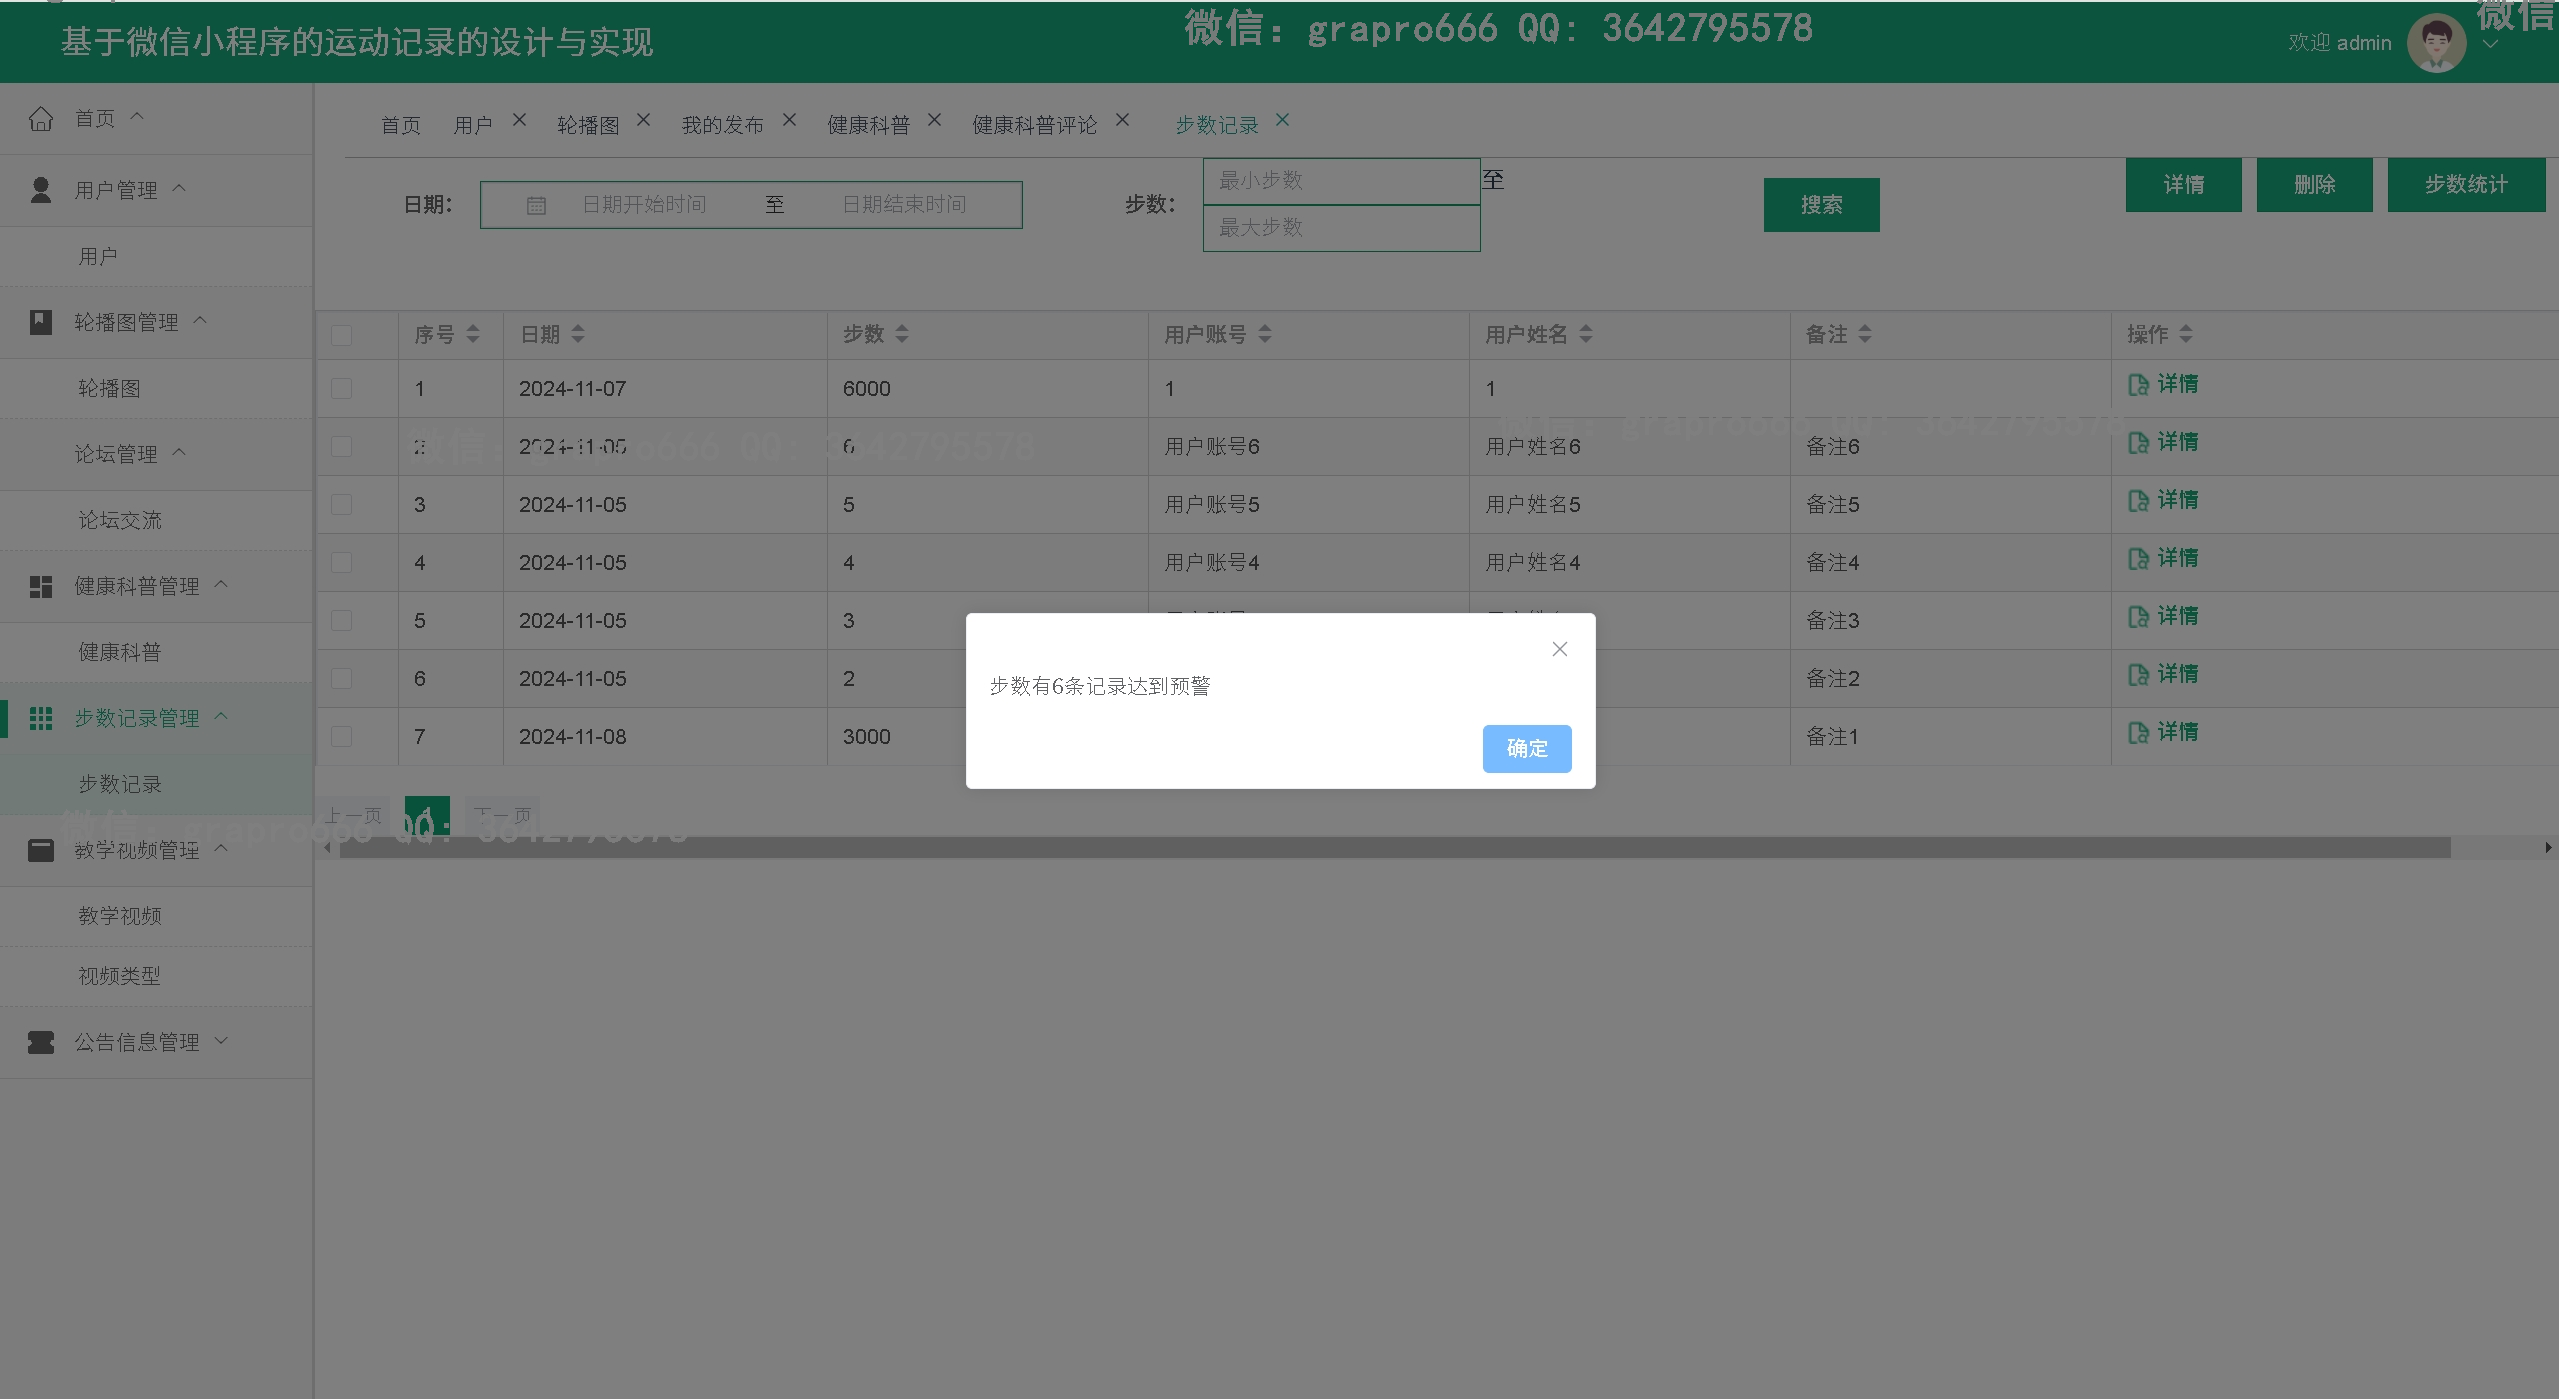 基于微信小程序的运动记录的设计与实现
微信: grapro666 QQ: 3642795578
微信
欢迎 admin
首页
用户管理
用户
轮播图管理
轮播图
论坛管理
论坛交流
健康科普管理
健康科普
步数记录管理
步数记录
教学视频管理
教学视频
视频类型
公告信息管理
首页 用户 轮播图 我的发布 健康科普 健康科普评论 步数记录
日期: 日期开始时间 至 日期结束时间
步数: 最小步数 至
最大步数
搜索
详情 删除 步数统计
序号 日期 步数 用户账号 用户姓名 备注 操作
1 2024-11-07 6000 1 1 详情
2024-11-05 6 用户账号6 用户姓名6 备注6 详情
微信: grapro666 QQ: 3642795578
微信: grapro666 QQ: 3642795578
3 2024-11-05 5 用户账号5 用户姓名5 备注5 详情
4 2024-11-05 4 用户账号4 用户姓名4 备注4 详情
5 2024-11-05 3 备注3 详情
6 2024-11-05 2 备注2 详情
7 2024-11-08 3000 备注1 详情
步数有6条记录达到预警
确定
上一页 1 下一页
微信: grapro666 QQ: 3642795578